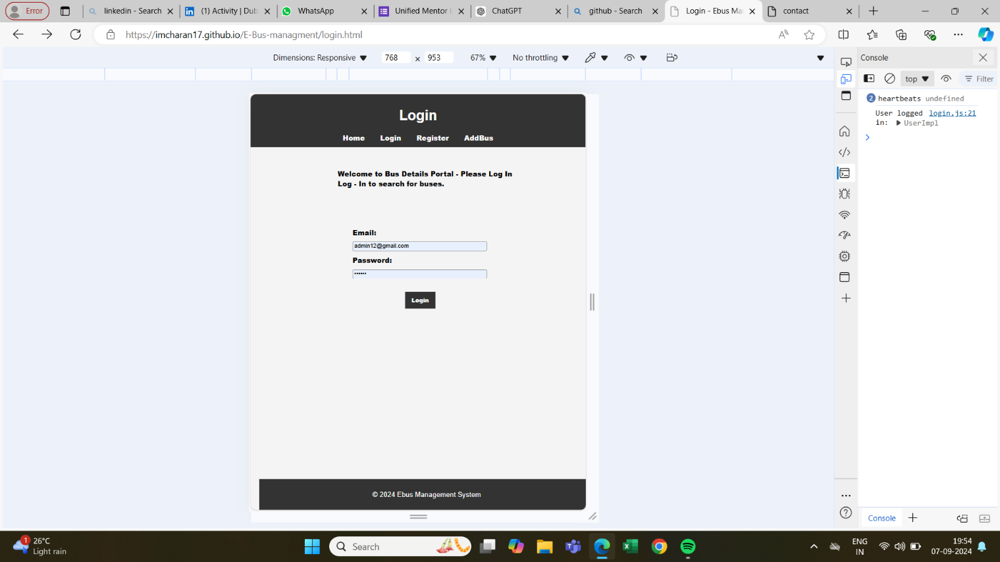 Error
linkedin - Search
(1) Activity | Dub
WhatsApp
Unified Mentor
ChatGPT
github - Search
Login - Ebus Ma
contact
https://imcharan17.github.io/E-Bus-managment/login.html
Dimensions: Responsive
768 x 953
67%
No throttling
Console
top
Filter
2 heartbeats undefined
User logged login.js:21
in: UserImpl
Login
Home Login Register AddBus
Welcome to Bus Details Portal - Please Log In
Log - In to search for buses.
Email:
admin12@gmail.com
Password:
••••••
Login
© 2024 Ebus Management System
Console
1
26°C
Light rain
Search
ENG
IN
19:54
07-09-2024